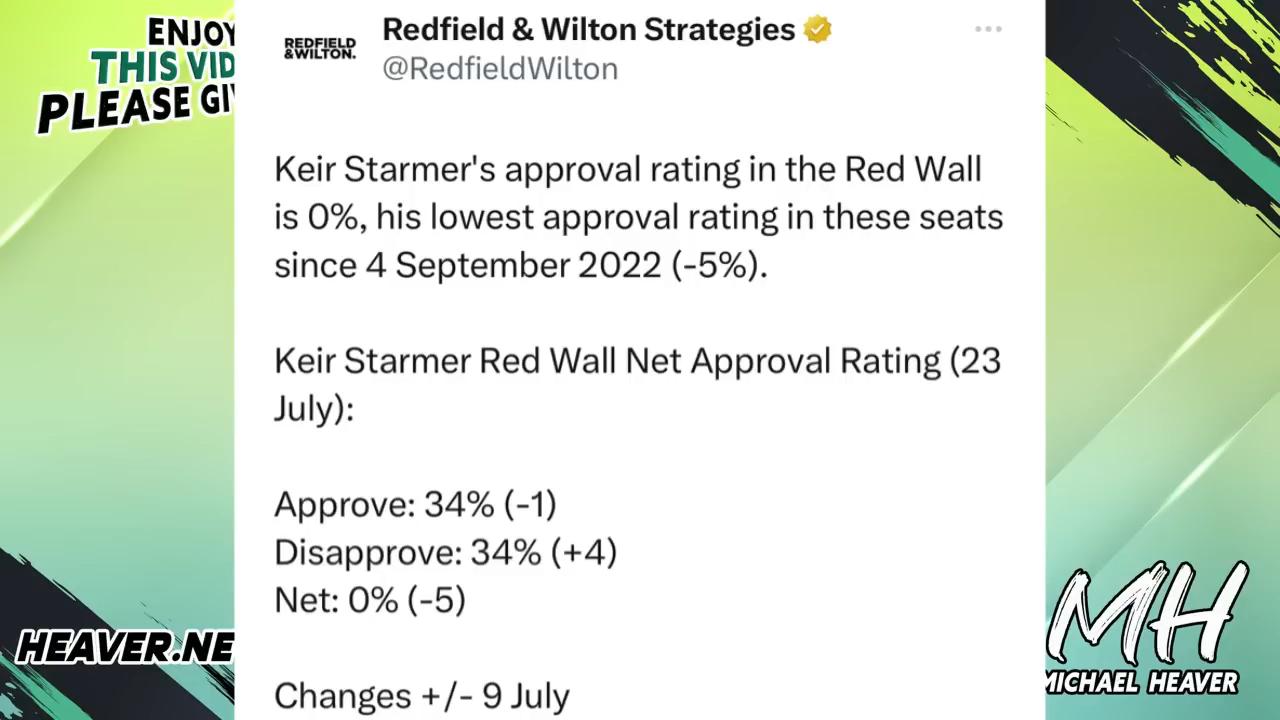 ENJOY
THIS VID
PLEASE GI
REDFIELD
&WILTON.
Redfield & Wilton Strategies
@RedfieldWilton
Keir Starmer's approval rating in the Red Wall
is 0%, his lowest approval rating in these seats
since 4 September 2022 (-5%).
Keir Starmer Red Wall Net Approval Rating (23
July):
Approve: 34% (-1)
Disapprove: 34% (+4)
Net: 0% (-5)
Changes +/- 9 July
HEAVER.NE
MH
MICHAEL HEAVER